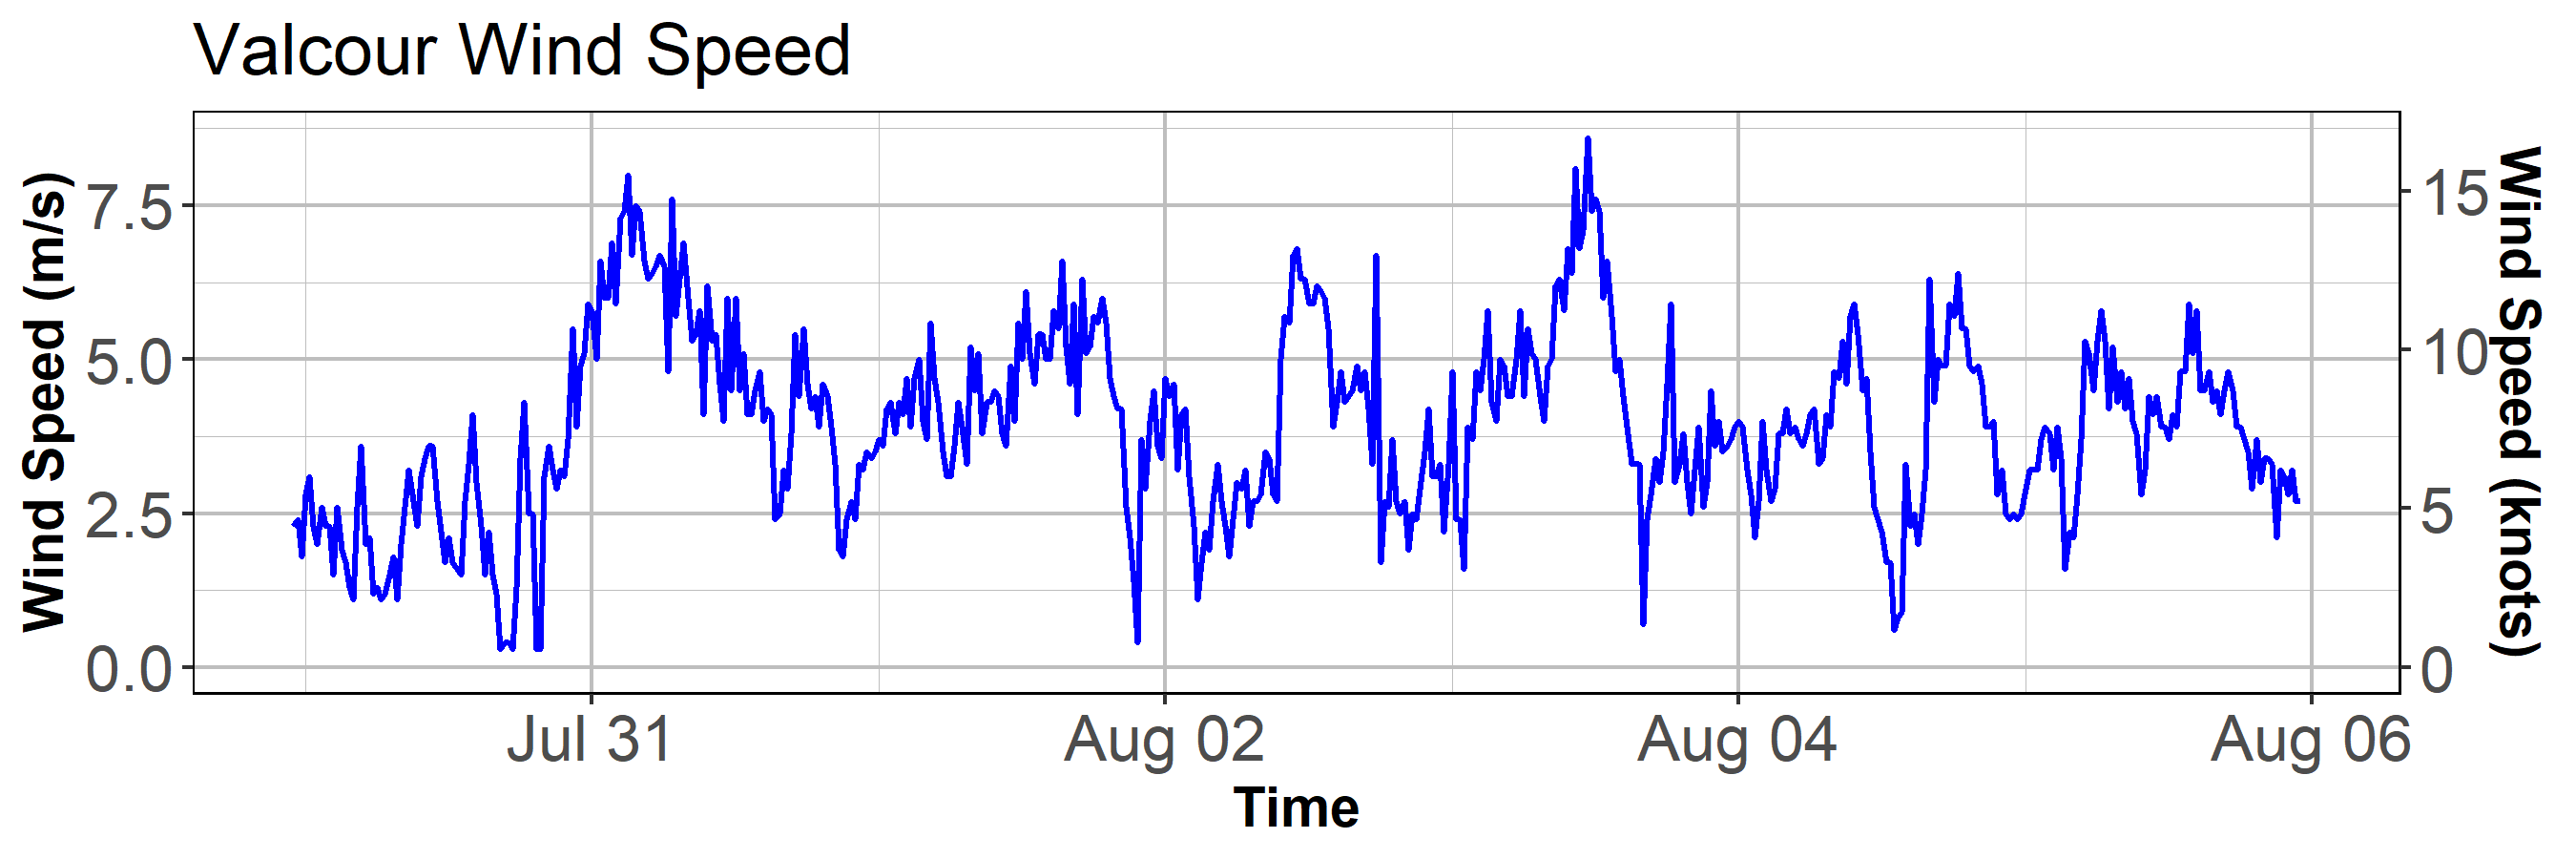 Valcour Wind Speed
Wind Speed (m/s)
7.5
5.0
2.5
0.0
15
10
5
0
Wind Speed (knots)
Jul 31
Aug 02
Aug 04
Aug 06
Time